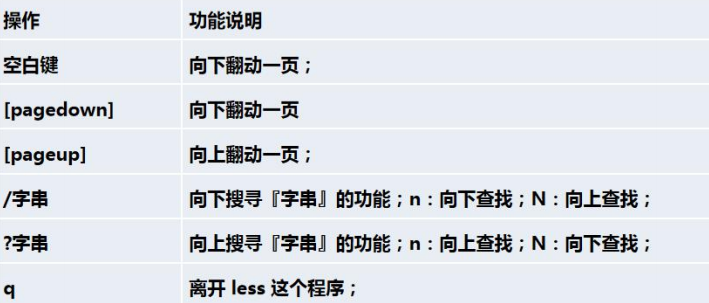 操作 功能说明
空白键 向下翻动一页；
[pagedown] 向下翻动一页
[pageup] 向上翻动一页；
/字串 向下搜寻『字串』的功能；n：向下查找；N：向上查找；
?字串 向上搜寻『字串』的功能；n：向上查找；N：向下查找；
q 离开 less 这个程序；